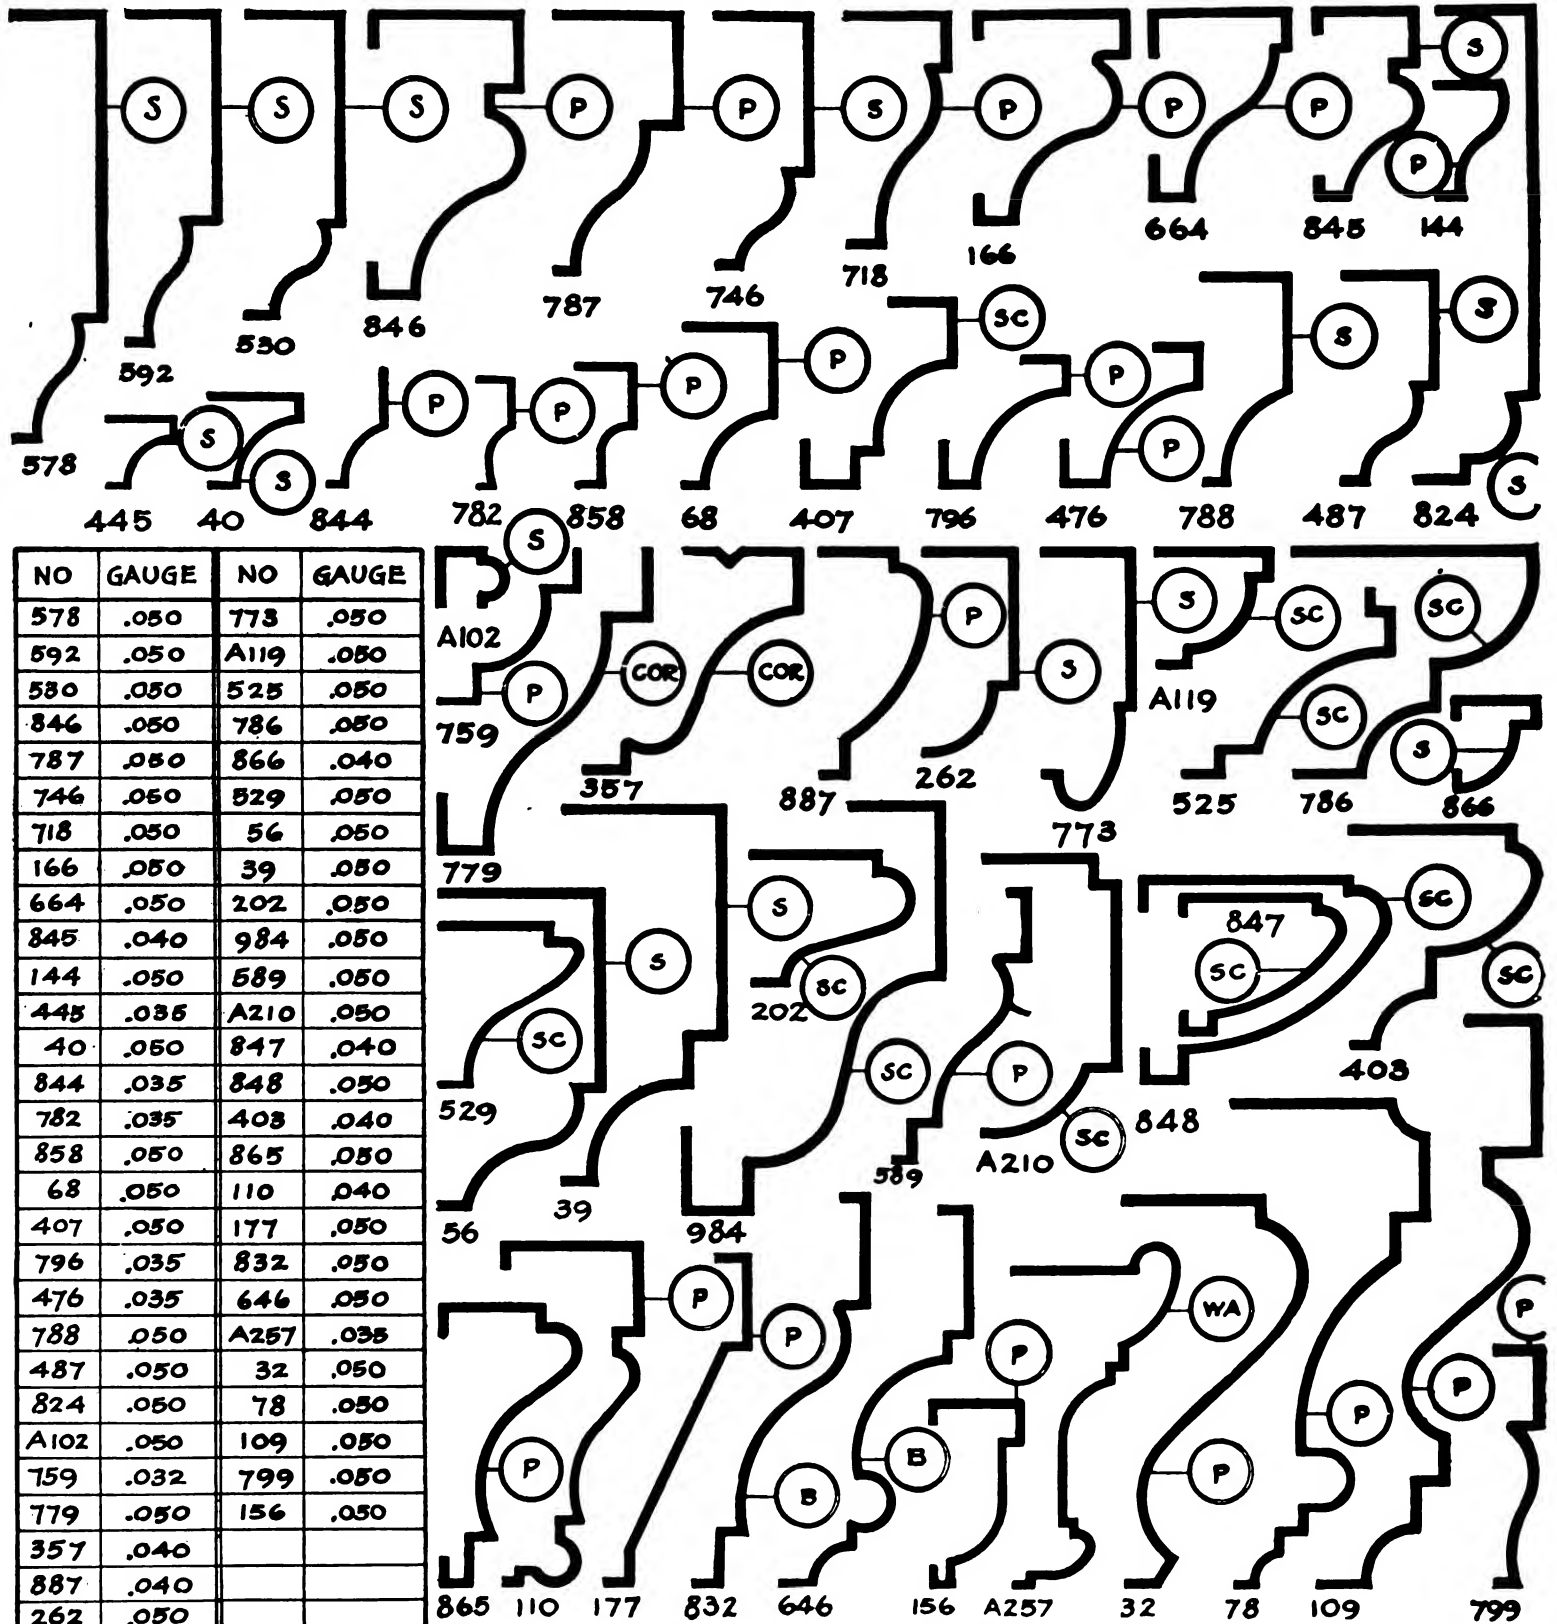 S S S P P S P P P S
P
664 845 144
166
718
787 746
846
530
592
578
SC S S
P P P P P P
S
S
S
445 40 844 782 858 68 407 796 476 788 487 824
NO GAUGE NO GAUGE
578 .050 773 .050
592 .050 A119 .050
530 .050 525 .050
846 .050 786 .050
787 .050 866 .040
746 .050 529 .050
718 .050 56 .050
166 .050 39 .050
664 .050 202 .050
845 .040 984 .050
144 .050 589 .050
445 .035 A210 .050
40 .050 847 .040
844 .035 848 .050
782 .035 403 .040
858 .050 865 .050
68 .050 110 .040
407 .050 177 .050
796 .035 832 .050
476 .035 646 .050
788 .050 A257 .035
487 .050 32 .050
824 .050 78 .050
A102 .050 109 .050
759 .032 799 .050
779 .050 156 .050
357 .040
887 .040
262 .050
S
A102 P S SC SC
P COR COR S
759 A119 SC
S
357 887 262 525 786 866
773
779
S SC
847
S SC SC
202 SC
SC SC P
403
529 SC 848
A210
589
56 39 984
P P P WA P
P P
P B B P
865 110 177 832 646 156 A257 32 78 109 799